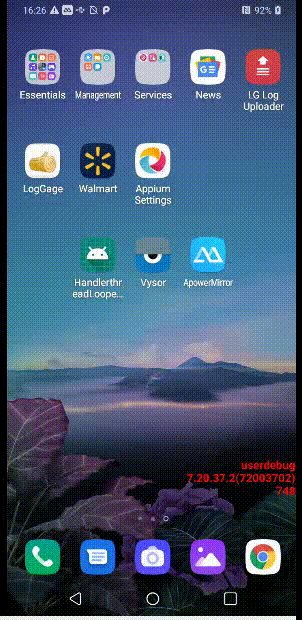 16:26 92%
Essentials Management Services News LG Log
Uploader
LogGage Walmart Appium
Settings
Handlerthr Vysor ApowerMirror
eadLoope...
userdebug
7.20.37.2(72003702)
748